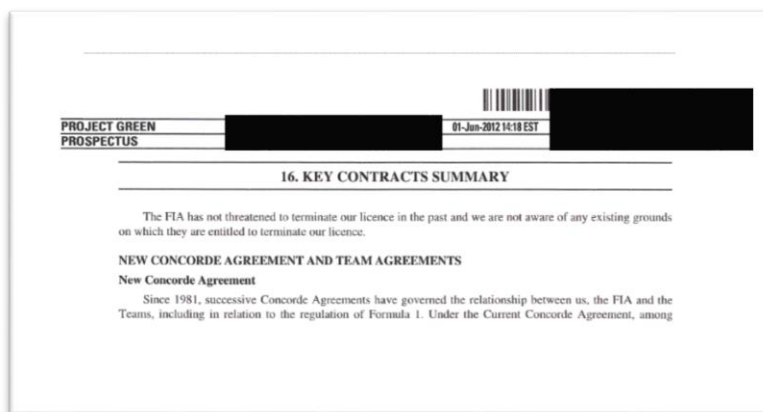 PROJECT GREEN
PROSPECTUS
01-Jun-2012 14:18 EST
16. KEY CONTRACTS SUMMARY
The FIA has not threatened to terminate our licence in the past and we are not aware of any existing grounds
on which they are entitled to terminate our licence.
NEW CONCORDE AGREEMENT AND TEAM AGREEMENTS
New Concorde Agreement
Since 1981, successive Concorde Agreements have governed the relationship between us, the FIA and the
Teams, including in relation to the regulation of Formula 1. Under the Current Concorde Agreement, among